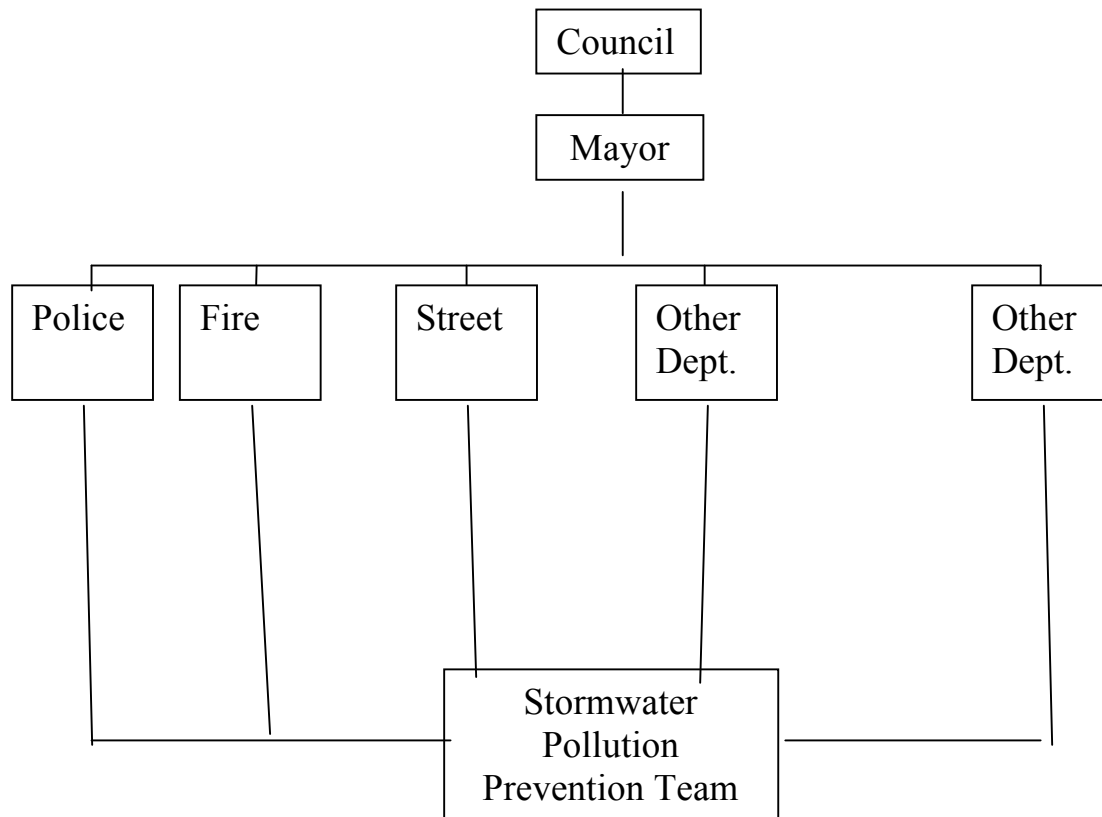 Council
Mayor
Police
Fire
Street
Other
Dept.
Other
Dept.
Stormwater
Pollution
Prevention Team